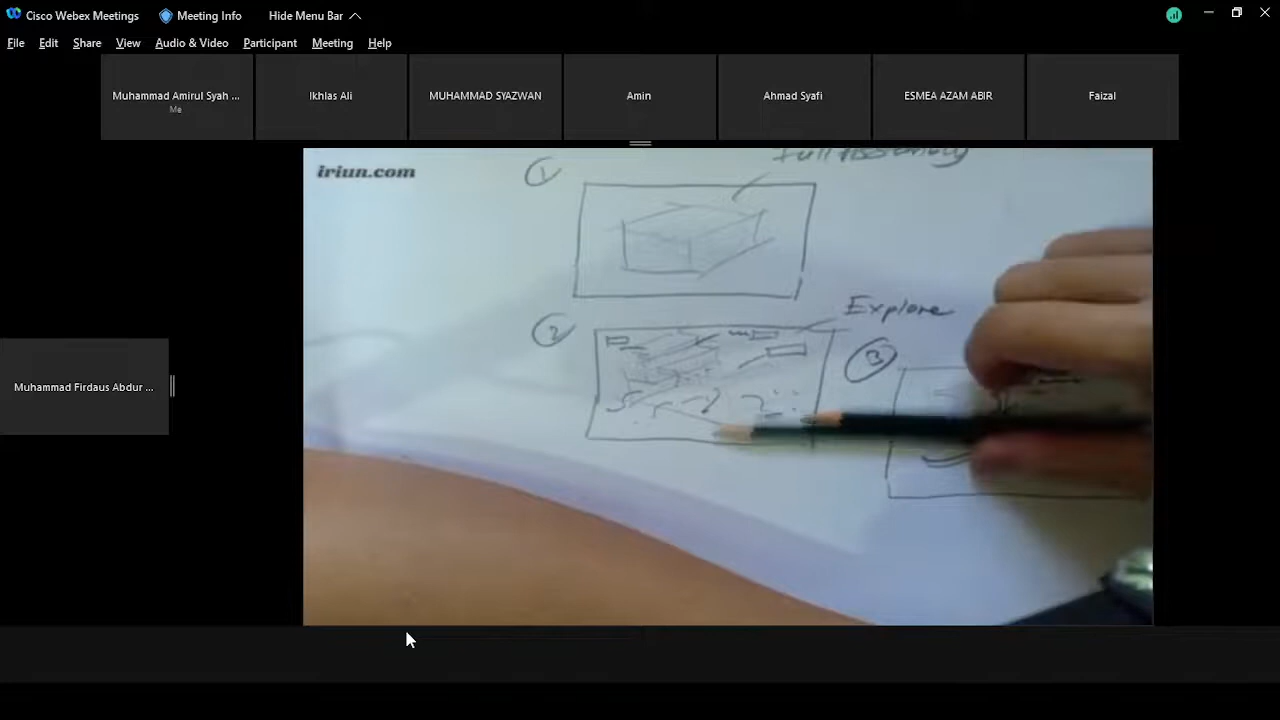 Cisco Webex Meetings
Meeting Info
Hide Menu Bar
File
Edit
Share
View
Audio & Video
Participant
Meeting
Help
Muhammad Amirul Syah ...
Me
Ikhlas Ali
MUHAMMAD SYAZWAN
Amin
Ahmad Syafi
ESMEA AZAM ABIR
Faizal
Muhammad Firdaus Abdur ...
iriun.com
Full Assembly
1
2
Explore
3